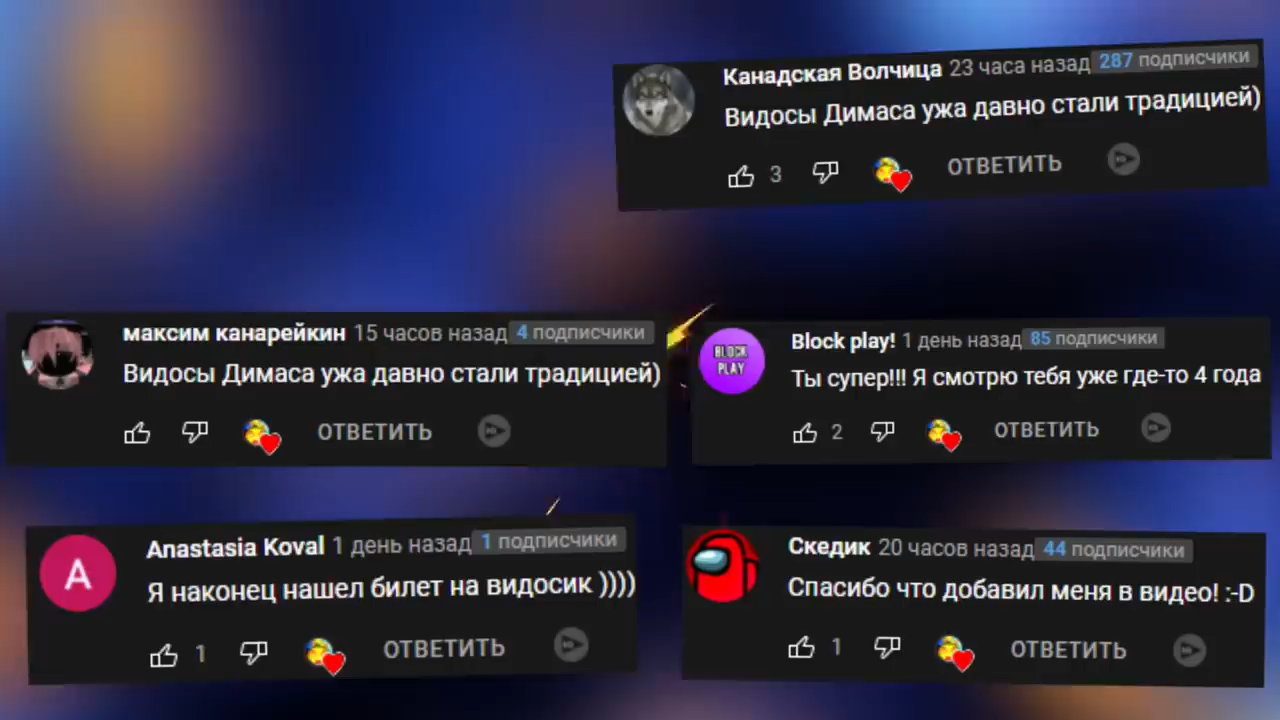 Канадская Волчица 23 часа назад 287 подписчики
Видосы Димаса ужа давно стали традицией)
3 ОТВЕТИТЬ
максим канарейкин 15 часов назад 4 подписчики
Видосы Димаса ужа давно стали традицией)
ОТВЕТИТЬ
BLOCK
PLAY
Block play! 1 день назад 85 подписчики
Ты супер!!! Я смотрю тебя уже где-то 4 года
2 ОТВЕТИТЬ
A
Anastasia Koval 1 день назад 1 подписчики
Я наконец нашел билет на видосик ))))
1 ОТВЕТИТЬ
Скедик 20 часов назад 44 подписчики
Спасибо что добавил меня в видео! :-D
1 ОТВЕТИТЬ